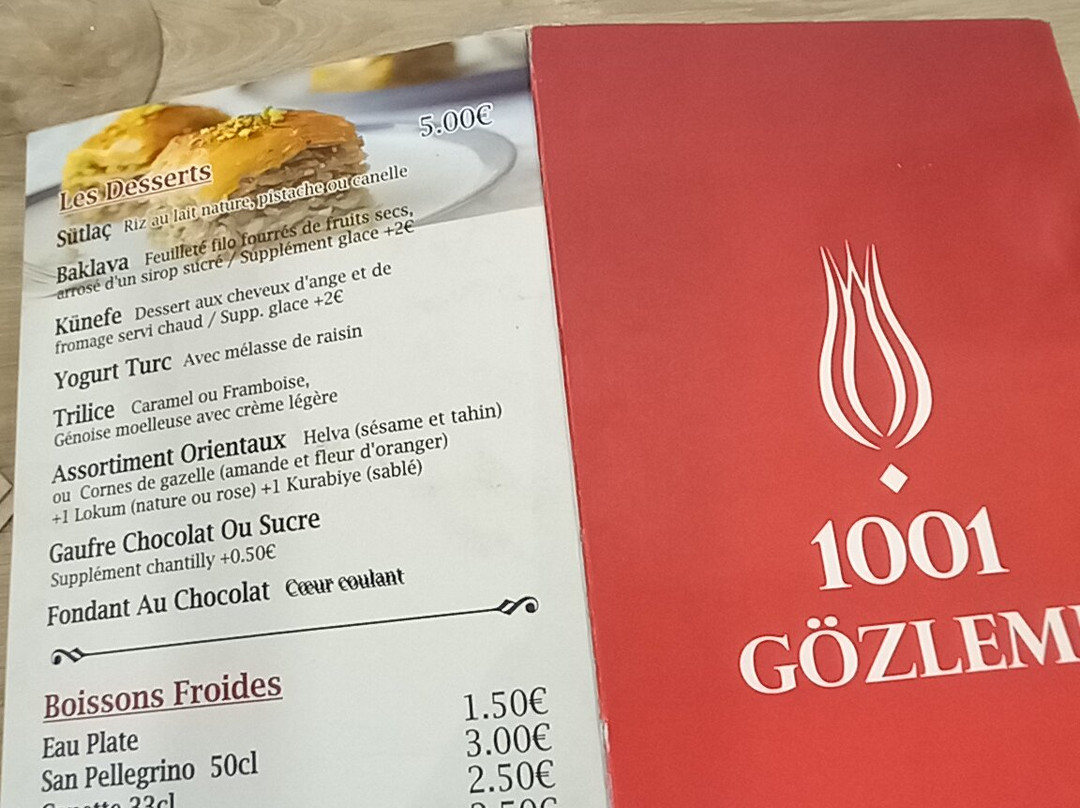 5.00€
Les Desserts
Sütlaç Riz au lait nature, pistache ou canelle
Baklava Feuilleté filo fourrés de fruits secs,
arrosé d'un sirop sucré / Supplément glace +2€
Künefe Dessert aux cheveux d'ange et de
fromage servi chaud / Supp. glace +2€
Yogurt Turc Avec mélasse de raisin
Trilice Caramel ou Framboise,
Génoise moelleuse avec crème légère
Assortiment Orientaux Helva (sésame et tahin)
ou Cornes de gazelle (amande et fleur d'oranger)
+1 Lokum (nature ou rose) +1 Kurabiye (sablé)
Gaufre Chocolat Ou Sucre
Supplément chantilly +0.50€
Fondant Au Chocolat Cœur coulant
Boissons Froides
Eau Plate 1.50€
San Pellegrino 50cl 3.00€
33cl 2.50€
1001
GÖZLEM